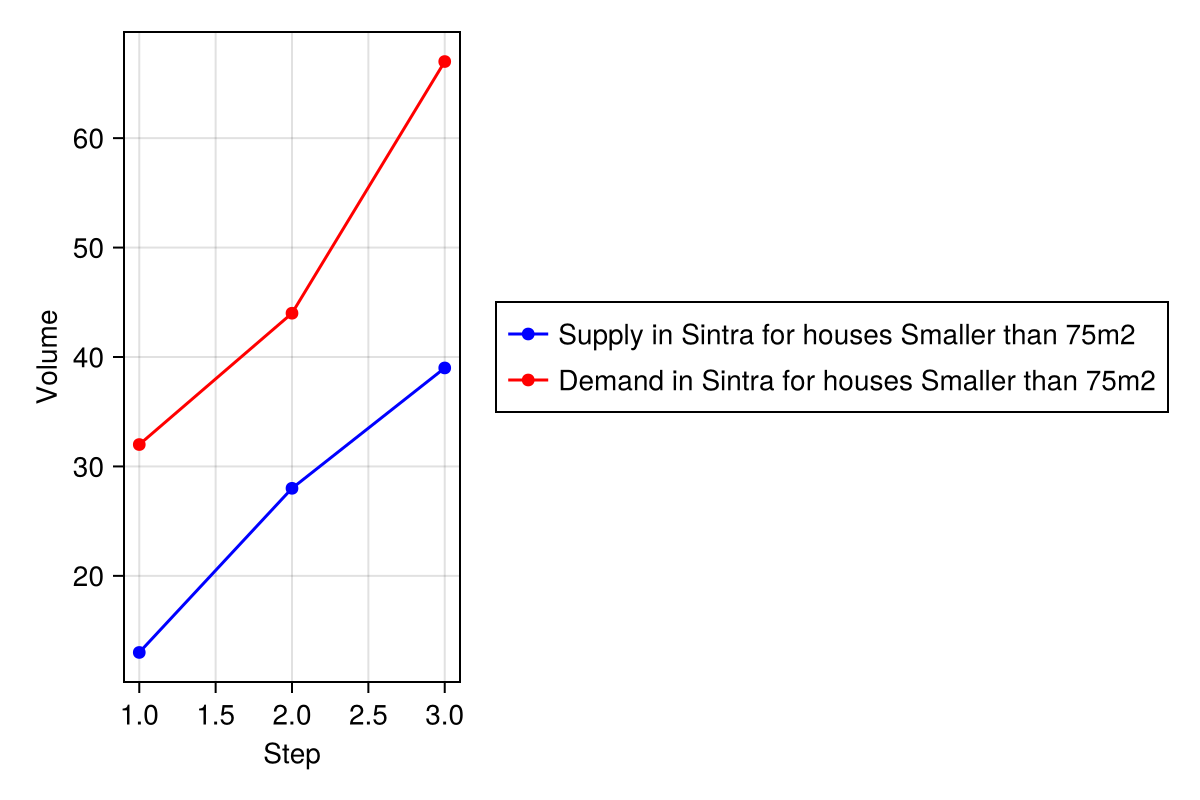 60
50
40
30
20
Volume
1.0 1.5 2.0 2.5 3.0
Step
Supply in Sintra for houses Smaller than 75m2
Demand in Sintra for houses Smaller than 75m2